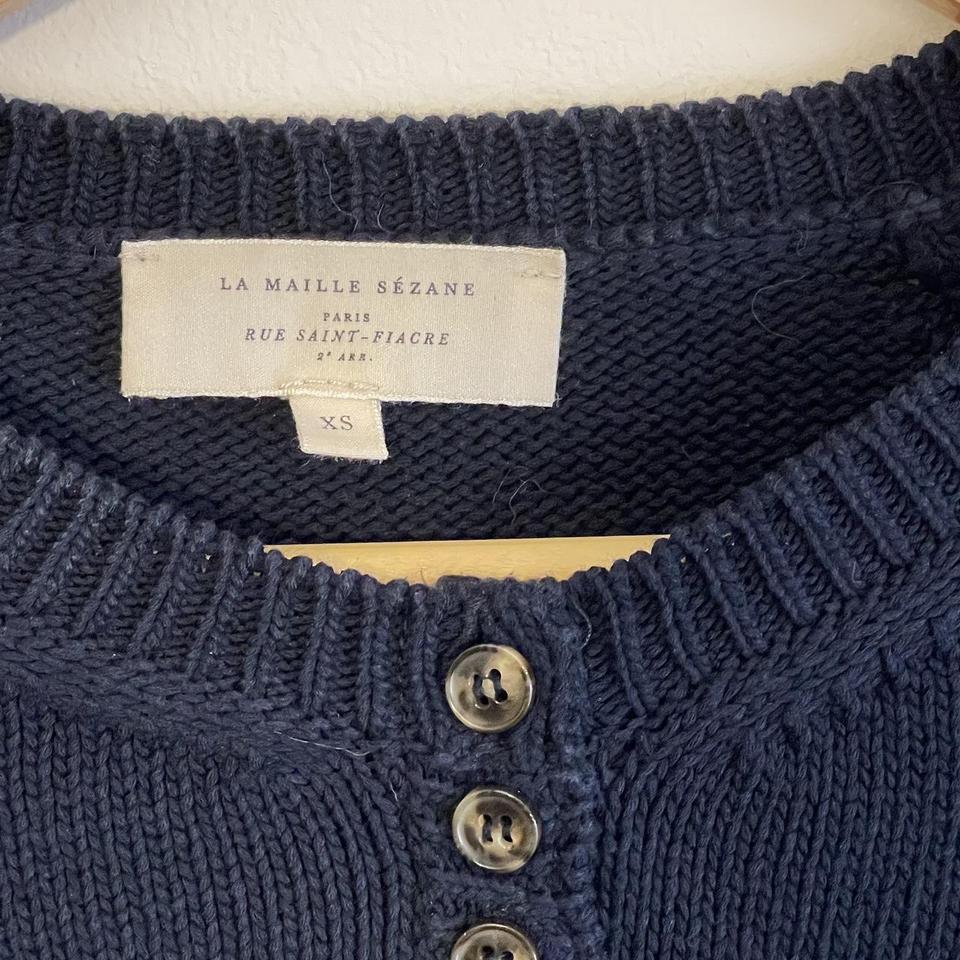 LA MAILLE SÉZANE
PARIS
RUE SAINT-FIACRE
2ᵉ ARR.
XS